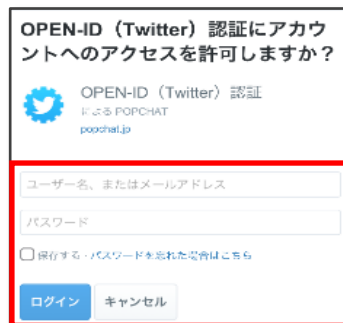 OPEN-ID（Twitter）認証にアカウ
ントへのアクセスを許可しますか？
OPEN-ID（Twitter）認証
による POPCHAT
popchat.jp
ユーザー名、またはメールアドレス
パスワード
保存する · パスワードを忘れた場合はこちら
ログイン キャンセル